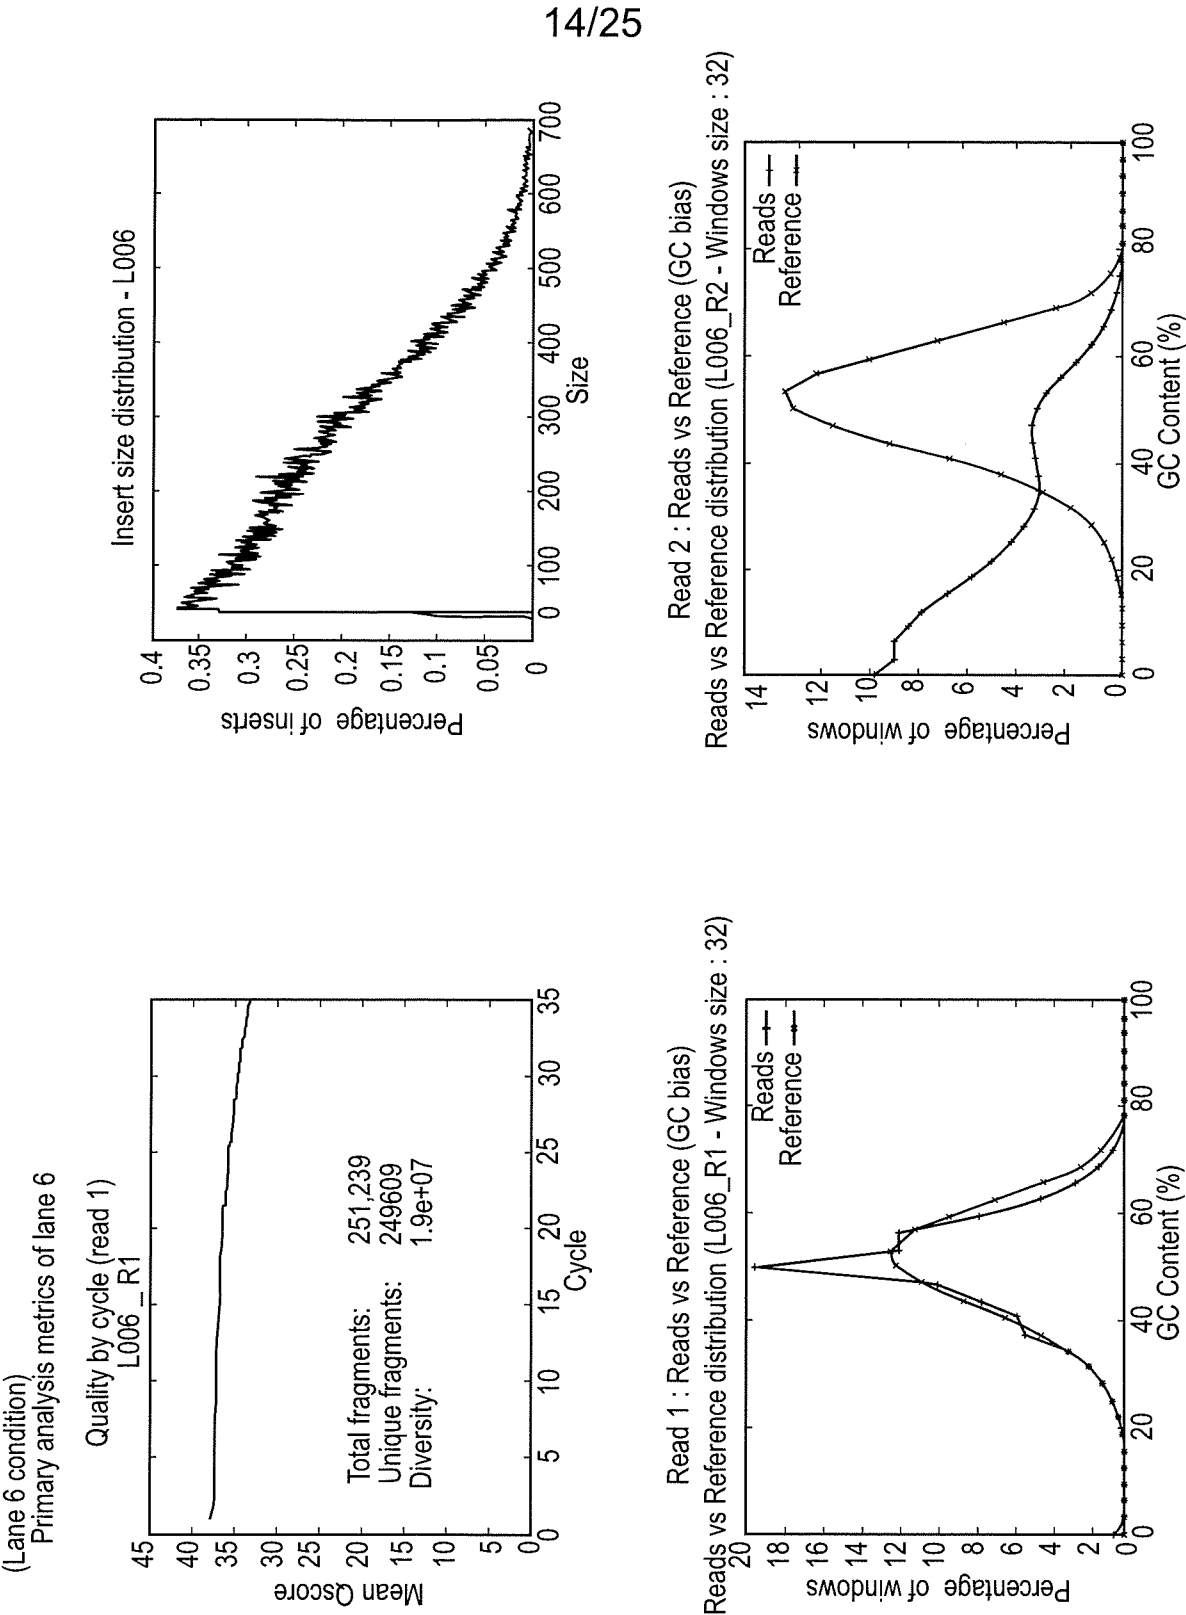 14/25
(Lane 6 condition)
Primary analysis metrics of lane 6
Quality by cycle (read 1)
L006 _R1
Mean Qscore
45
40
35
30
25
20
15
10
5
0
Total fragments: 251,239
Unique fragments: 249609
Diversity: 1.9e+07
0 5 10 15 20 25 30 35
Cycle
Insert size distribution - L006
Percentage of inserts
0.4
0.35
0.3
0.25
0.2
0.15
0.1
0.05
0
0 100 200 300 400 500 600 700
Size
Read 1 : Reads vs Reference (GC bias)
Reads vs Reference distribution (L006_R1 - Windows size : 32)
Percentage of windows
20
18
16
14
12
10
8
6
4
2
0
Reads
Reference
0 20 40 60 80 100
GC Content (%)
Read 2 : Reads vs Reference (GC bias)
Reads vs Reference distribution (L006_R2 - Windows size : 32)
Percentage of windows
14
12
10
8
6
4
2
0
Reads
Reference
0 20 40 60 80 100
GC Content (%)